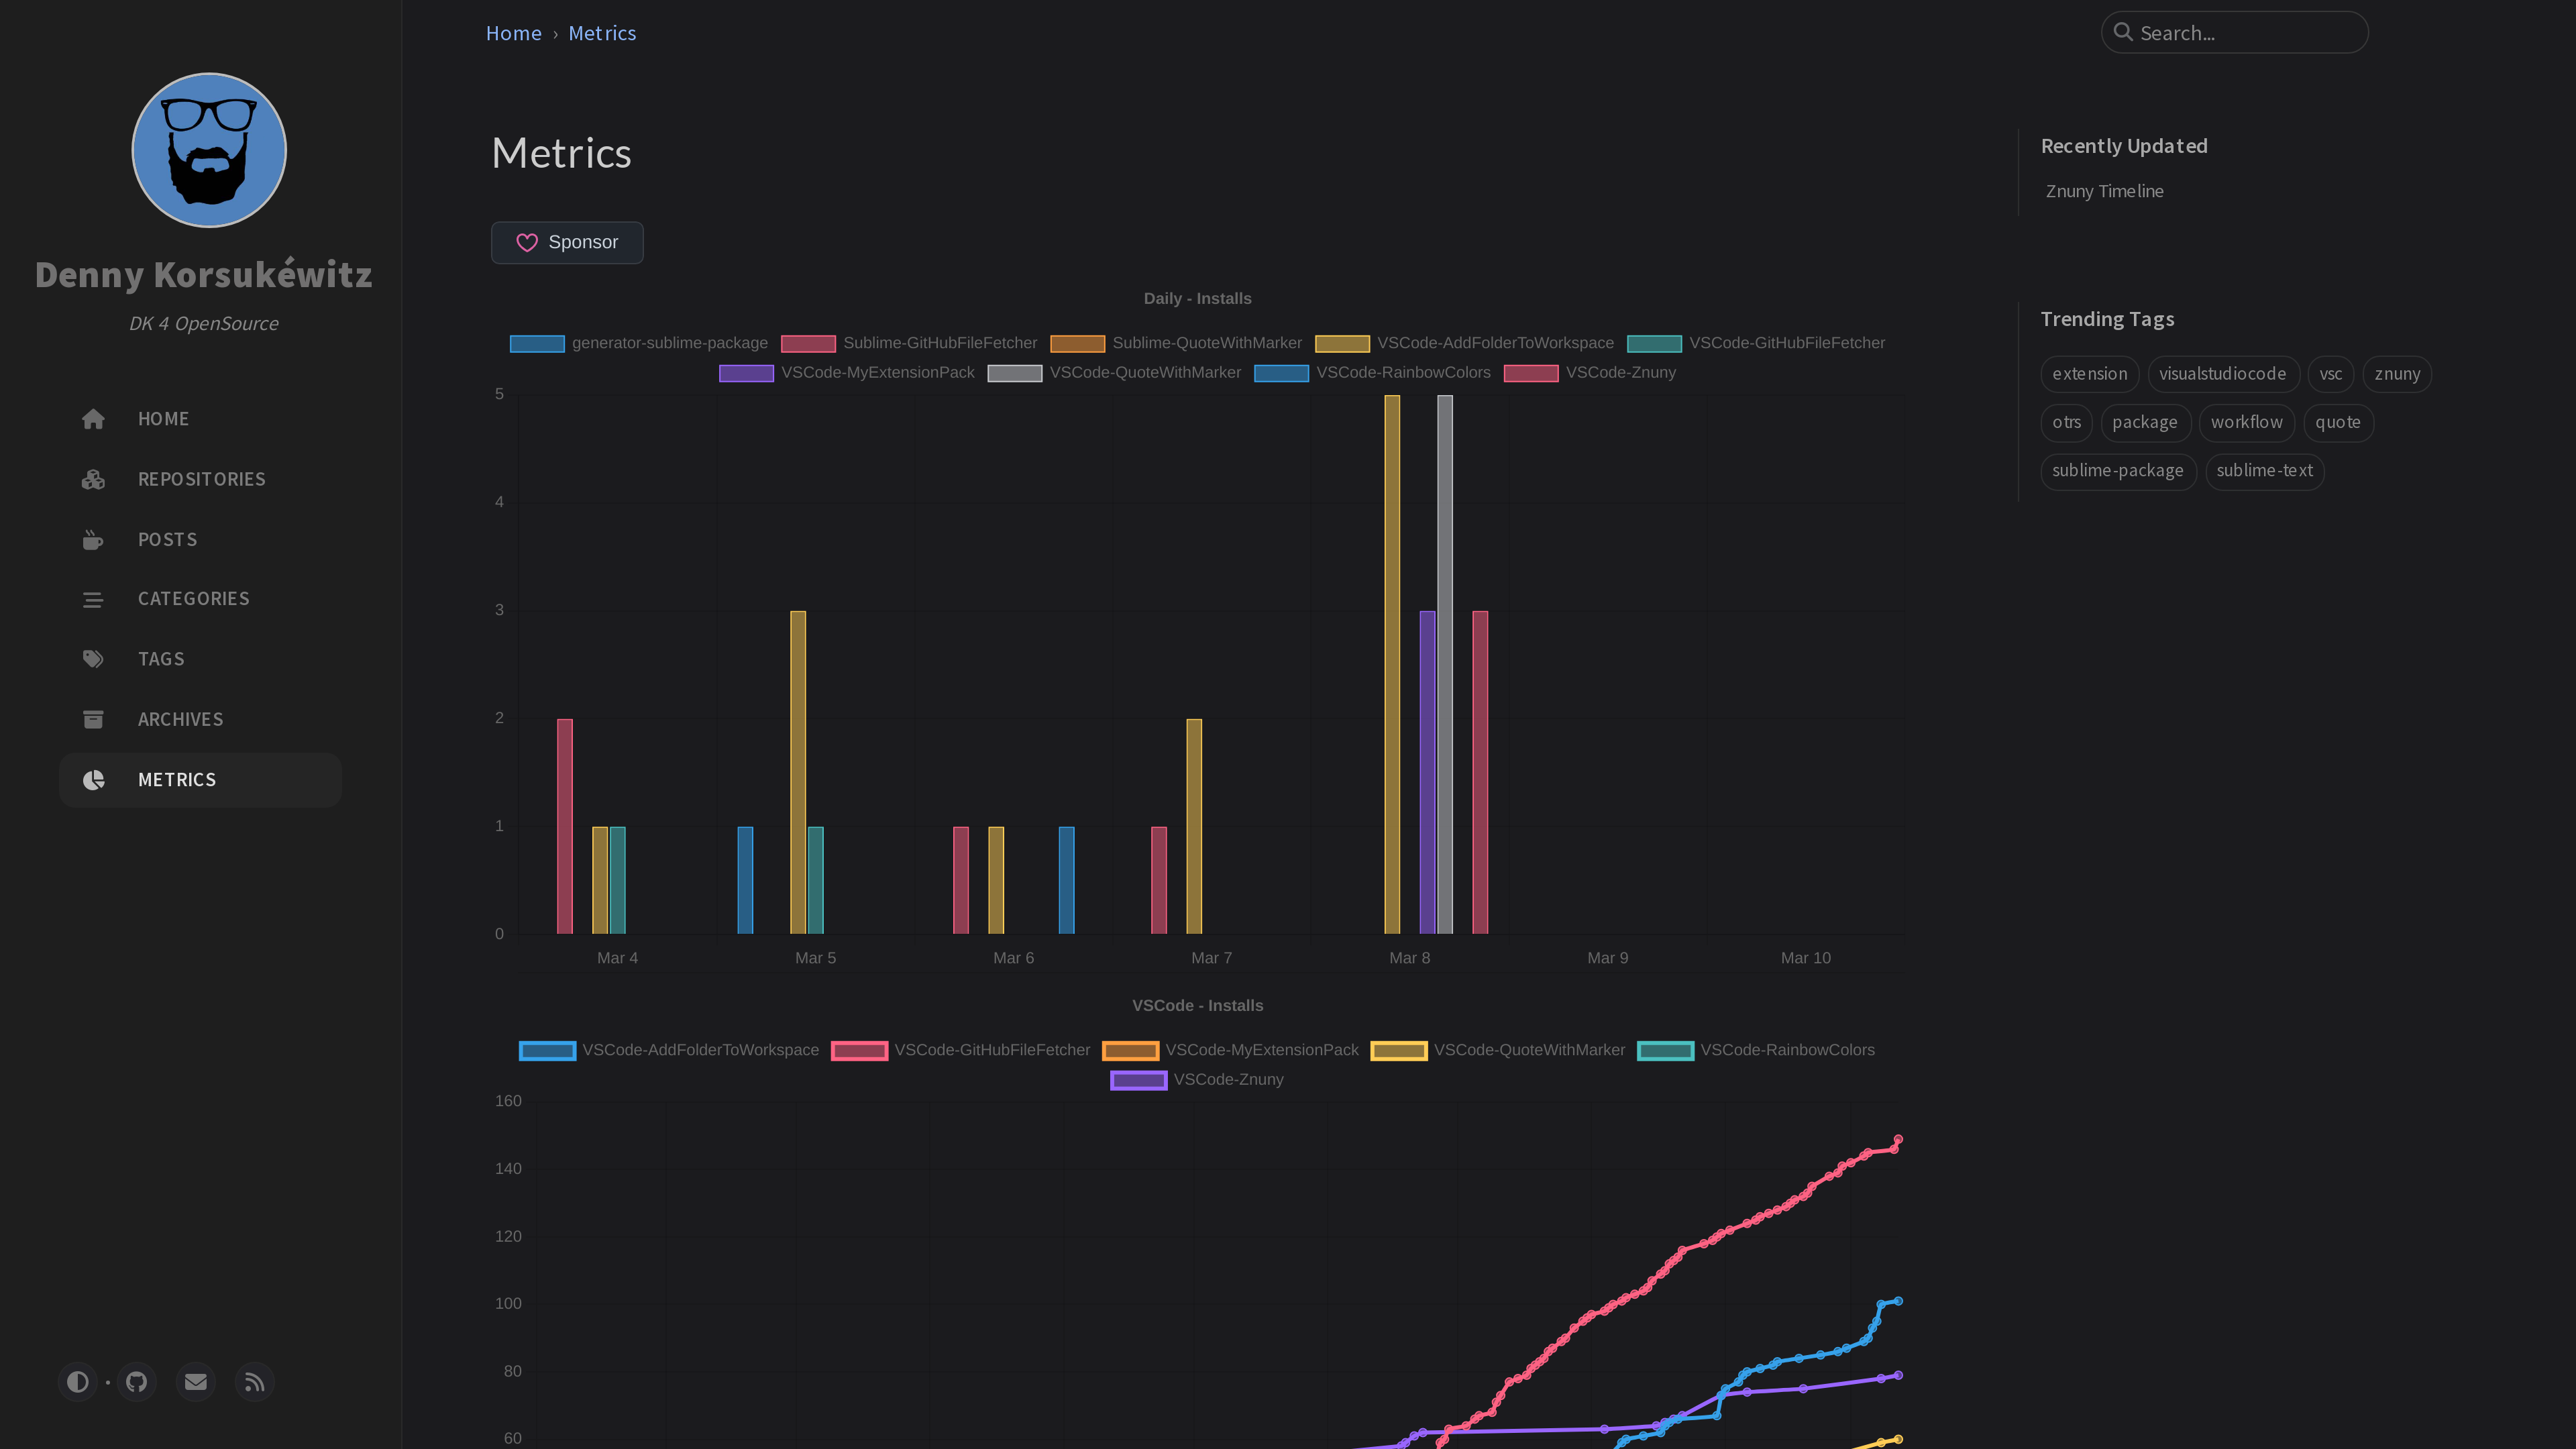 Denny Korsukéwitz
DK 4 OpenSource
HOME
REPOSITORIES
POSTS
CATEGORIES
TAGS
ARCHIVES
METRICS
Home › Metrics
Search...
Metrics
Sponsor
Daily - Installs
generator-sublime-package Sublime-GitHubFileFetcher Sublime-QuoteWithMarker VSCode-AddFolderToWorkspace VSCode-GitHubFileFetcher
VSCode-MyExtensionPack VSCode-QuoteWithMarker VSCode-RainbowColors VSCode-Znuny
5
4
3
2
1
0
Mar 4 Mar 5 Mar 6 Mar 7 Mar 8 Mar 9 Mar 10
VSCode - Installs
VSCode-AddFolderToWorkspace VSCode-GitHubFileFetcher VSCode-MyExtensionPack VSCode-QuoteWithMarker VSCode-RainbowColors
VSCode-Znuny
160
140
120
100
80
60
Recently Updated
Znuny Timeline
Trending Tags
extension visualstudiocode vsc znuny
otrs package workflow quote
sublime-package sublime-text